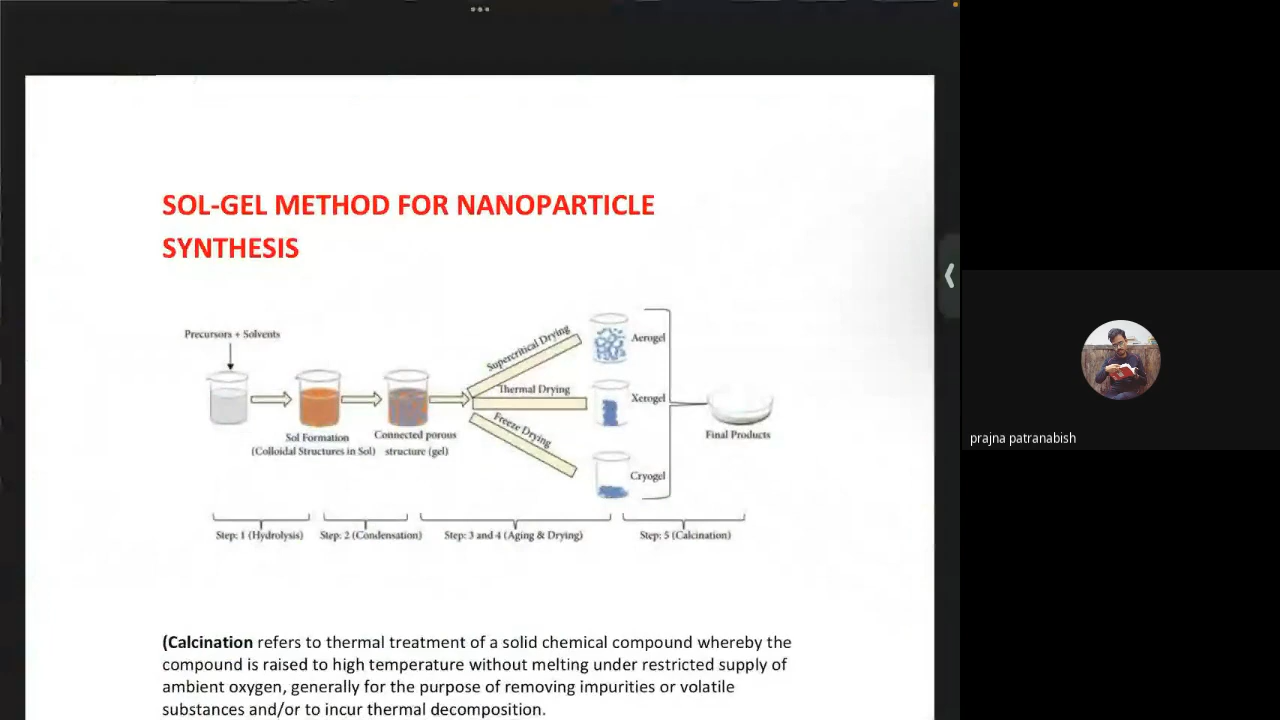 SOL-GEL METHOD FOR NANOPARTICLE
SYNTHESIS
Precursors + Solvents
Sol Formation
(Colloidal Structures in Sol)
Connected porous
structure (gel)
Supercritical Drying
Thermal Drying
Freeze Drying
Aerogel
Xerogel
Cryogel
Final Products
Step: 1 (Hydrolysis)
Step: 2 (Condensation)
Step: 3 and 4 (Aging & Drying)
Step: 5 (Calcination)
(Calcination refers to thermal treatment of a solid chemical compound whereby the
compound is raised to high temperature without melting under restricted supply of
ambient oxygen, generally for the purpose of removing impurities or volatile
substances and/or to incur thermal decomposition.
prajna patranabish